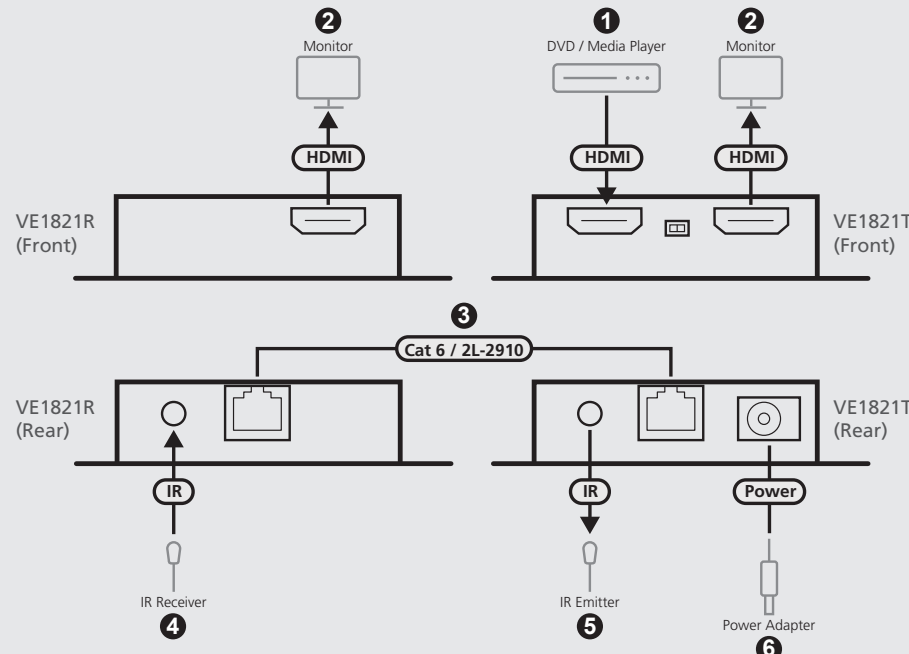 2
Monitor
1
DVD / Media Player
2
Monitor
HDMI
HDMI
HDMI
VE1821R
(Front)
VE1821T
(Front)
3
Cat 6 / 2L-2910
VE1821R
(Rear)
VE1821T
(Rear)
IR
IR
Power
IR Receiver
4
IR Emitter
5
Power Adapter
6